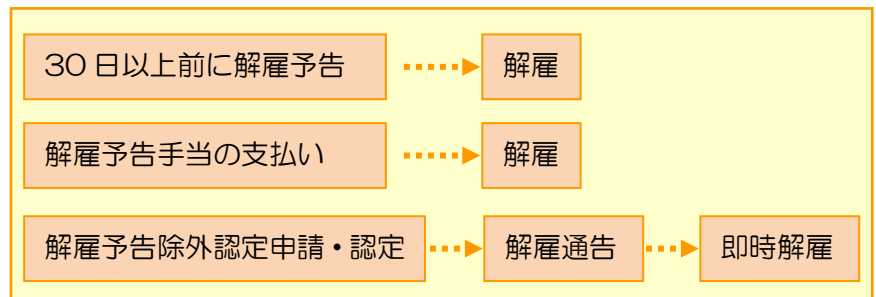 30日以上前に解雇予告 解雇
解雇予告手当の支払い 解雇
解雇予告除外認定申請・認定 解雇通告 即時解雇